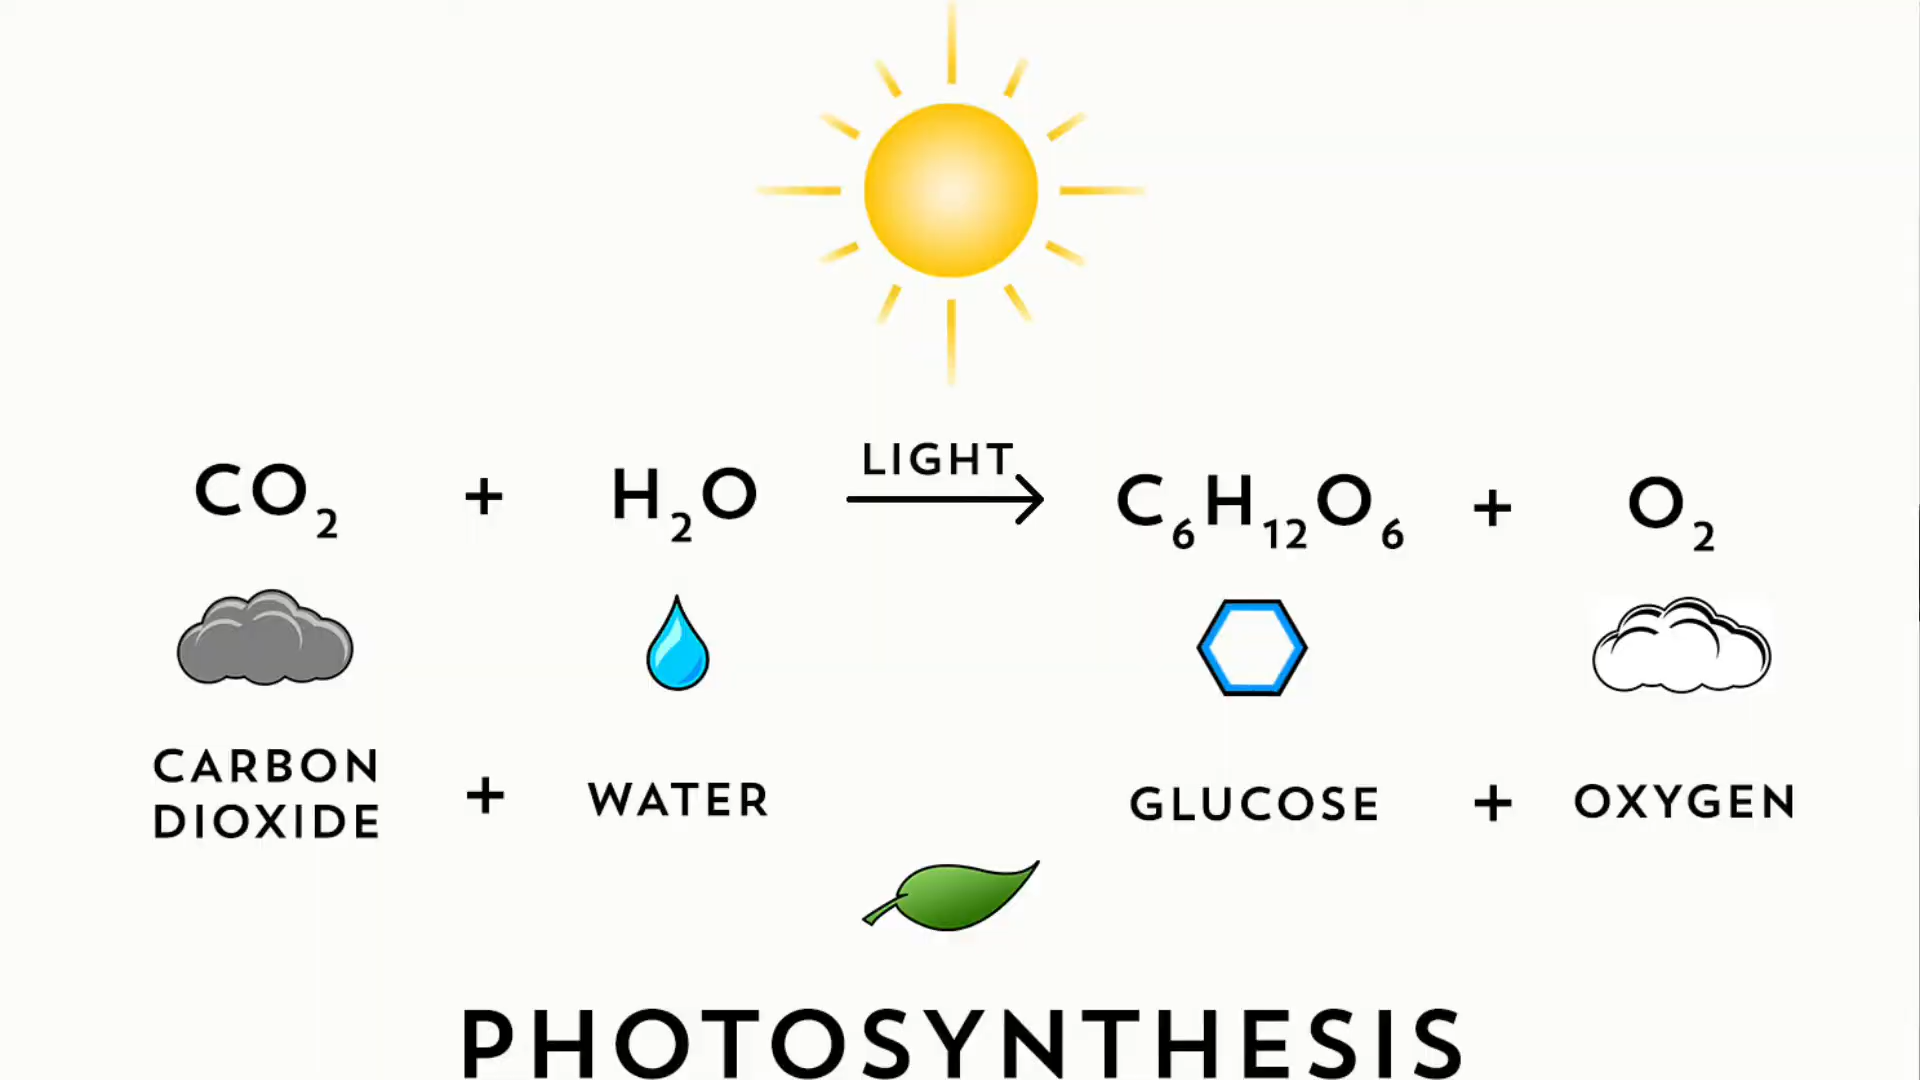 LIGHT
CO₂ + H₂O → C₆H₁₂O₆ + O₂
CARBON
DIOXIDE + WATER GLUCOSE + OXYGEN
PHOTOSYNTHESIS